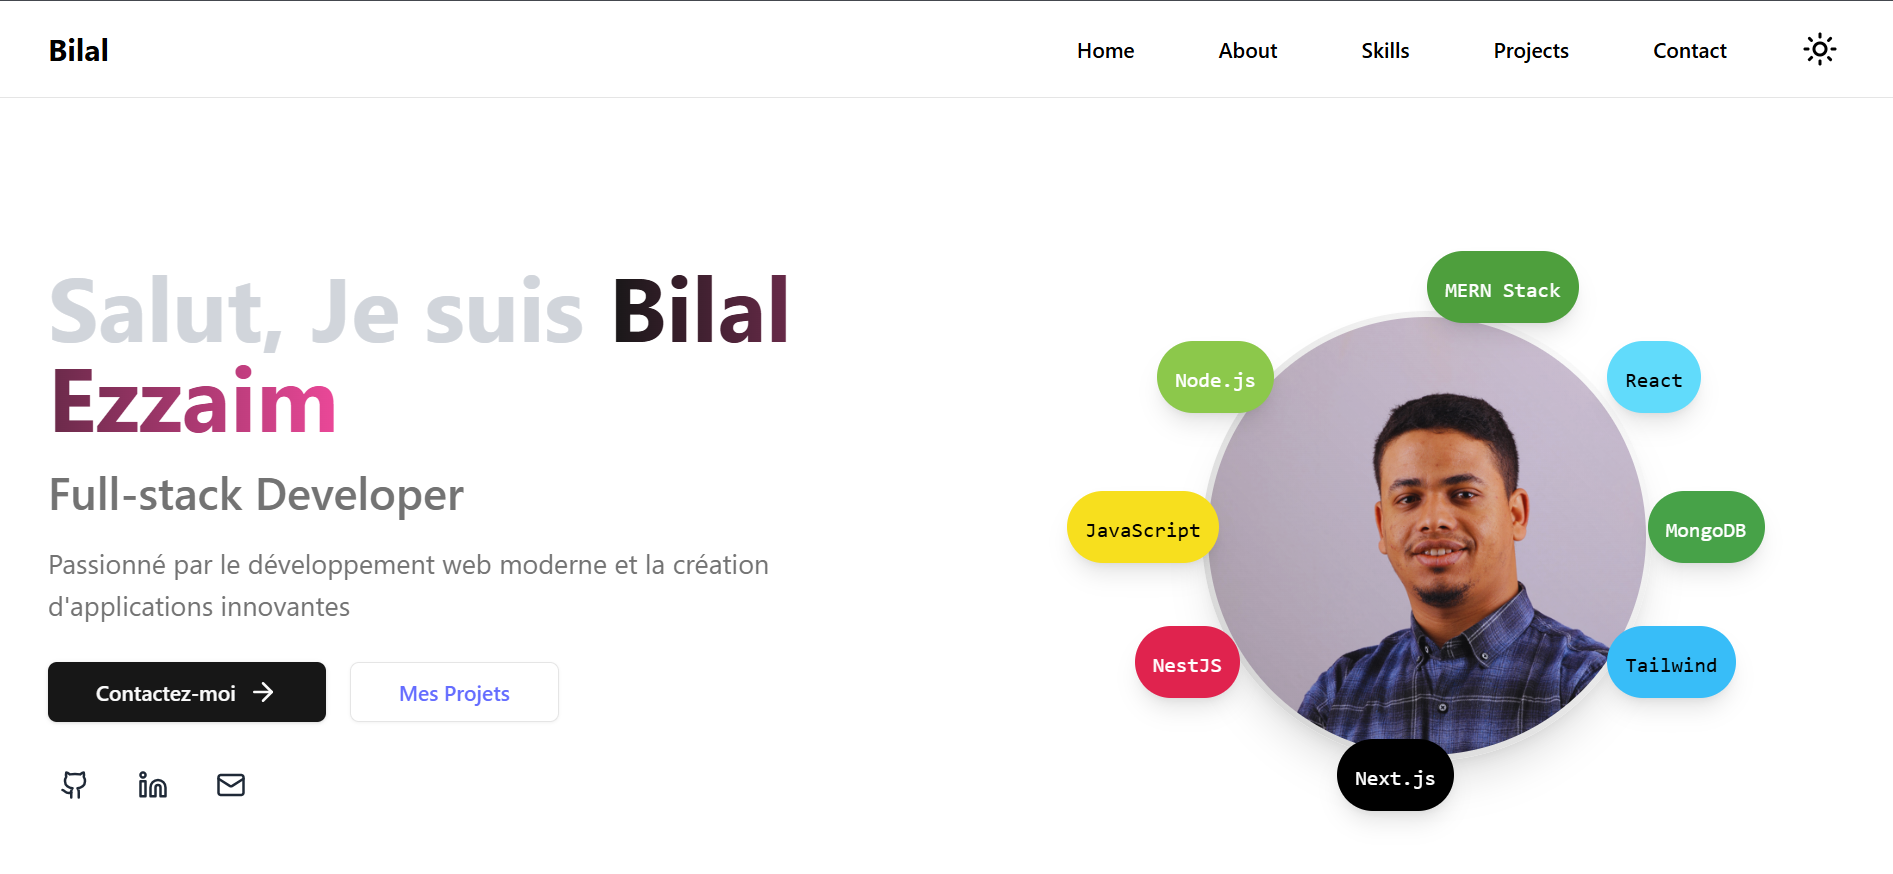 Bilal
Home
About
Skills
Projects
Contact
Salut, Je suis Bilal
Ezzaim
Full-stack Developer
Passionné par le développement web moderne et la création
d'applications innovantes
Contactez-moi
Mes Projets
MERN Stack
Node.js
React
JavaScript
MongoDB
NestJS
Tailwind
Next.js